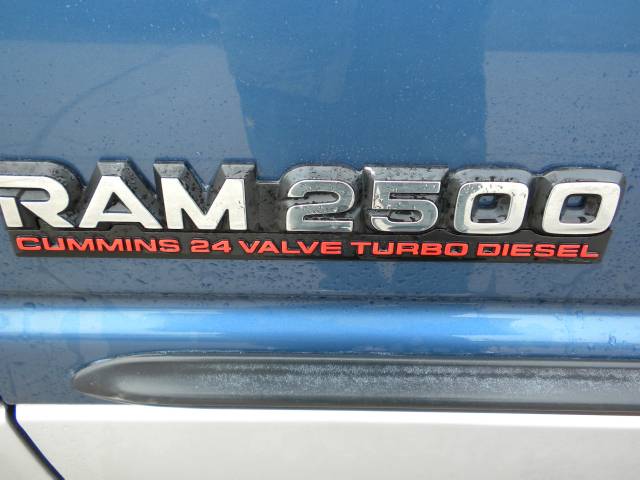 RAM 2500
CUMMINS 24 VALVE TURBO DIESEL